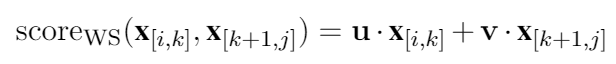 score_WS(𝐱_[i,k], 𝐱_[k+1,j]) = 𝐮 · 𝐱_[i,k] + 𝐯 · 𝐱_[k+1,j]